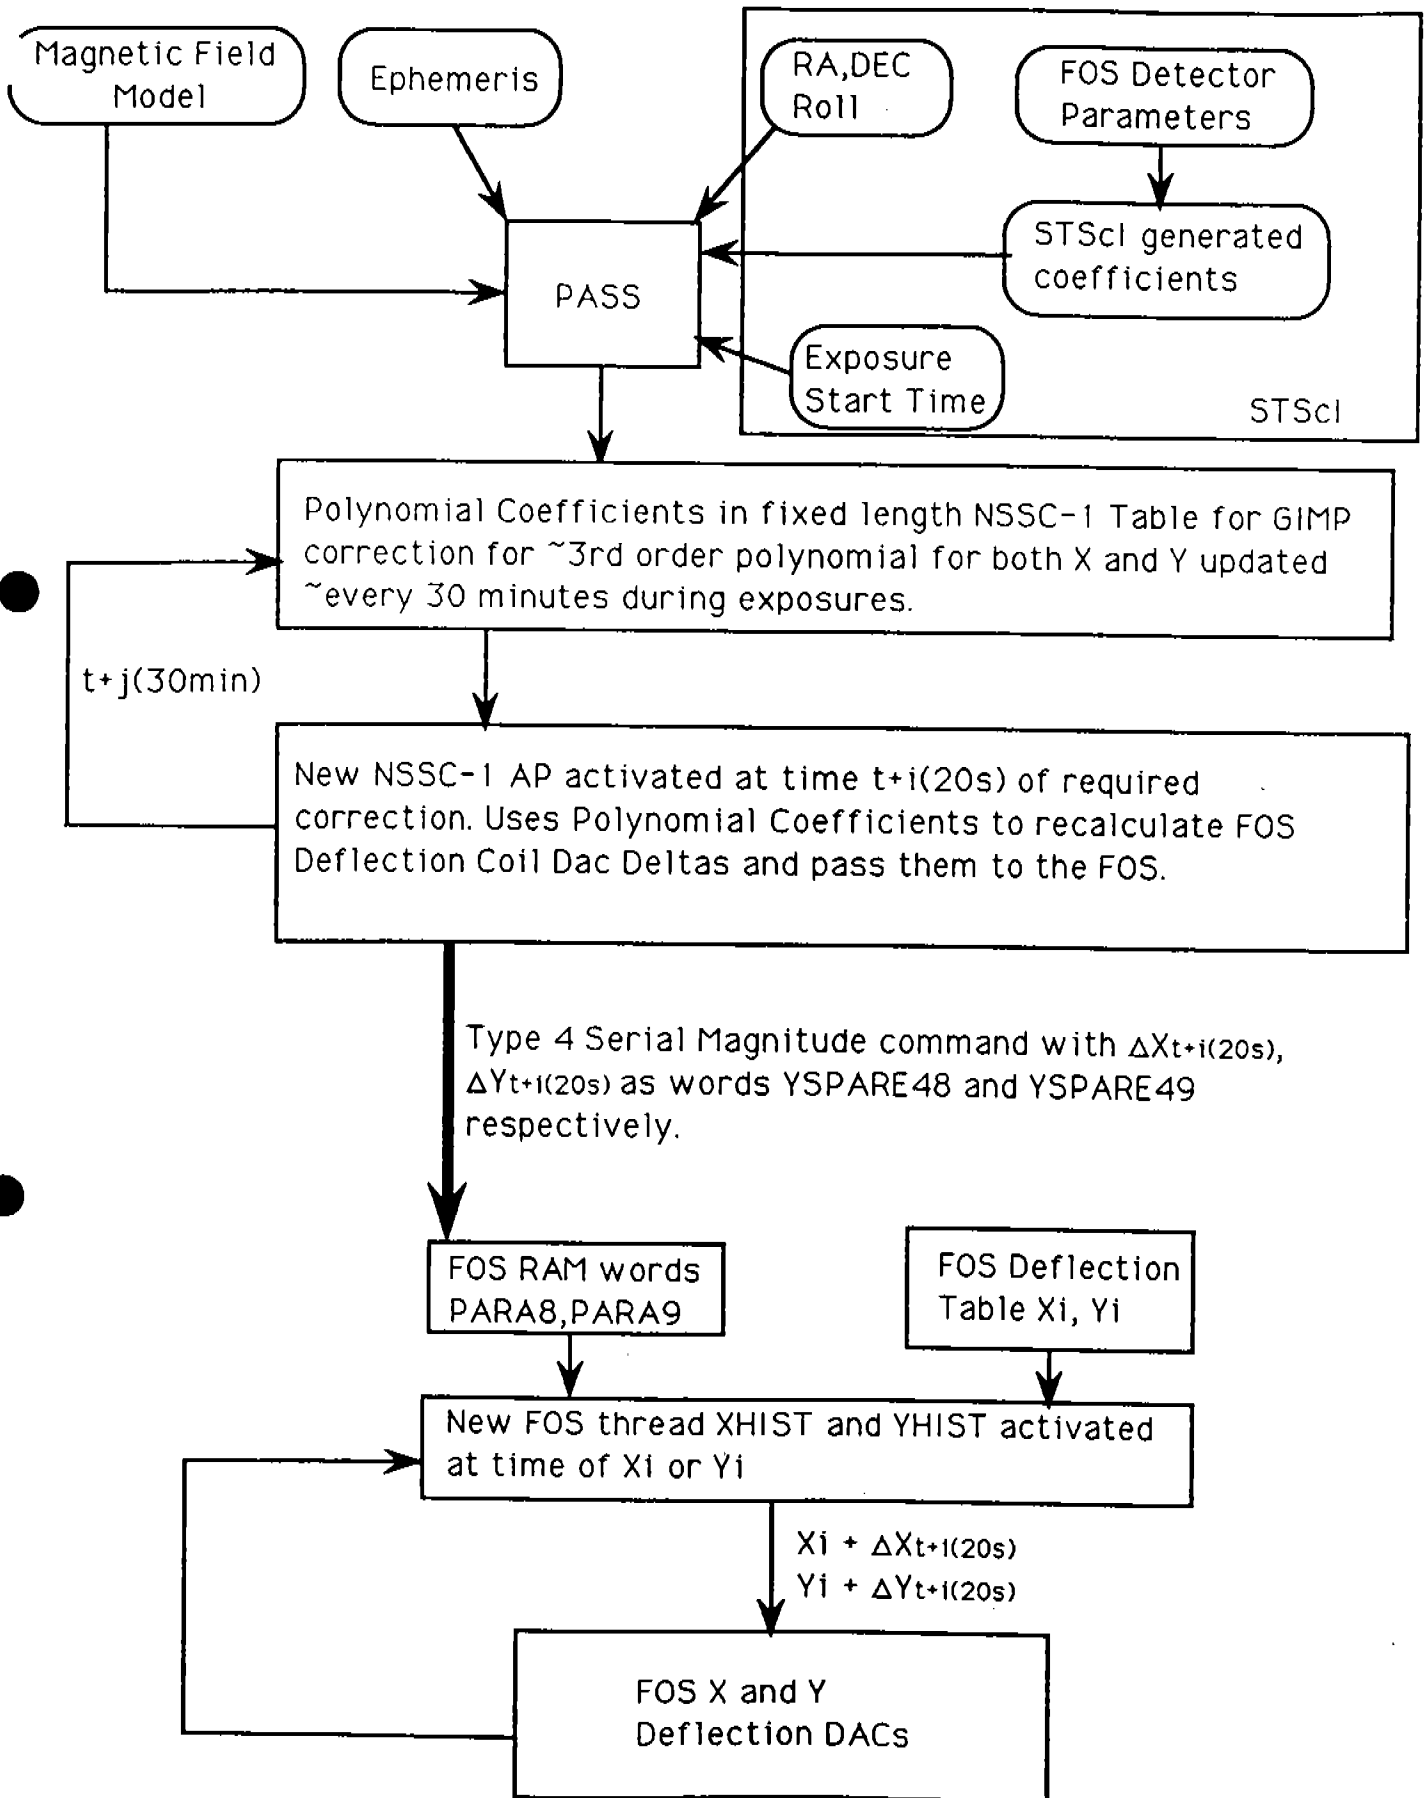 Magnetic Field
Model
Ephemeris
RA,DEC
Roll
FOS Detector
Parameters
STScI generated
coefficients
PASS
Exposure
Start Time
STScI
Polynomial Coefficients in fixed length NSSC-1 Table for GIMP
correction for ~3rd order polynomial for both X and Y updated
~every 30 minutes during exposures.
t+j(30min)
New NSSC-1 AP activated at time t+i(20s) of required
correction. Uses Polynomial Coefficients to recalculate FOS
Deflection Coil Dac Deltas and pass them to the FOS.
Type 4 Serial Magnitude command with ΔXt+i(20s),
ΔYt+i(20s) as words YSPARE48 and YSPARE49
respectively.
FOS RAM words
PARA8,PARA9
FOS Deflection
Table Xi, Yi
New FOS thread XHIST and YHIST activated
at time of Xi or Yi
Xi + ΔXt+i(20s)
Yi + ΔYt+i(20s)
FOS X and Y
Deflection DACs